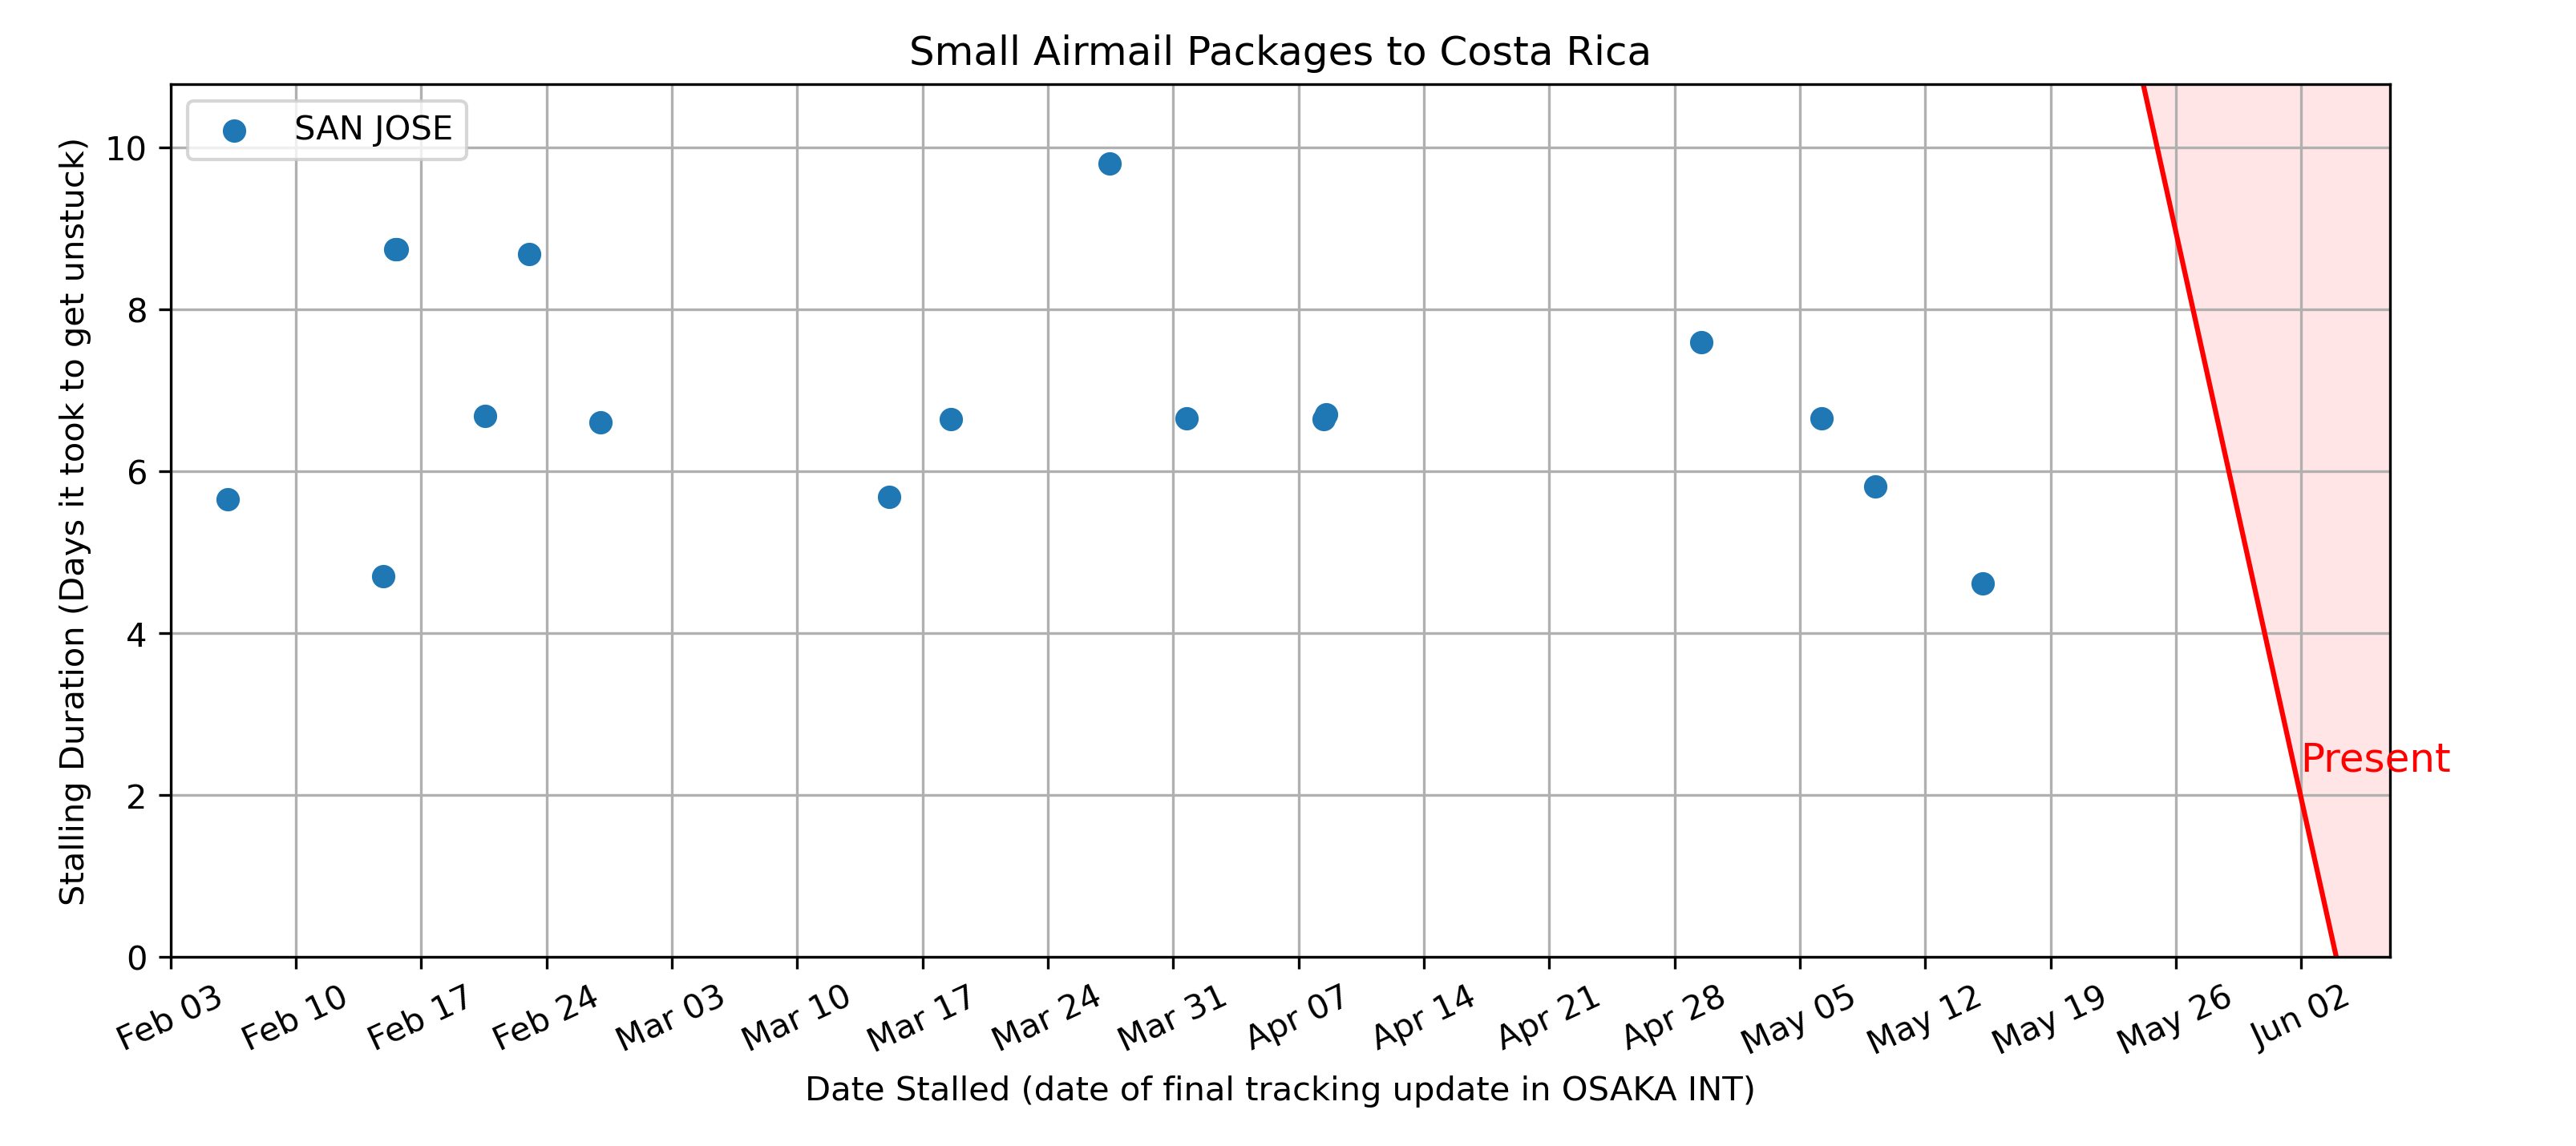 Small Airmail Packages to Costa Rica
SAN JOSE
Stalling Duration (Days it took to get unstuck)
10
8
6
4
2
0
Present
Feb 03
Feb 10
Feb 17
Feb 24
Mar 03
Mar 10
Mar 17
Mar 24
Mar 31
Apr 07
Apr 14
Apr 21
Apr 28
May 05
May 12
May 19
May 26
Jun 02
Date Stalled (date of final tracking update in OSAKA INT)